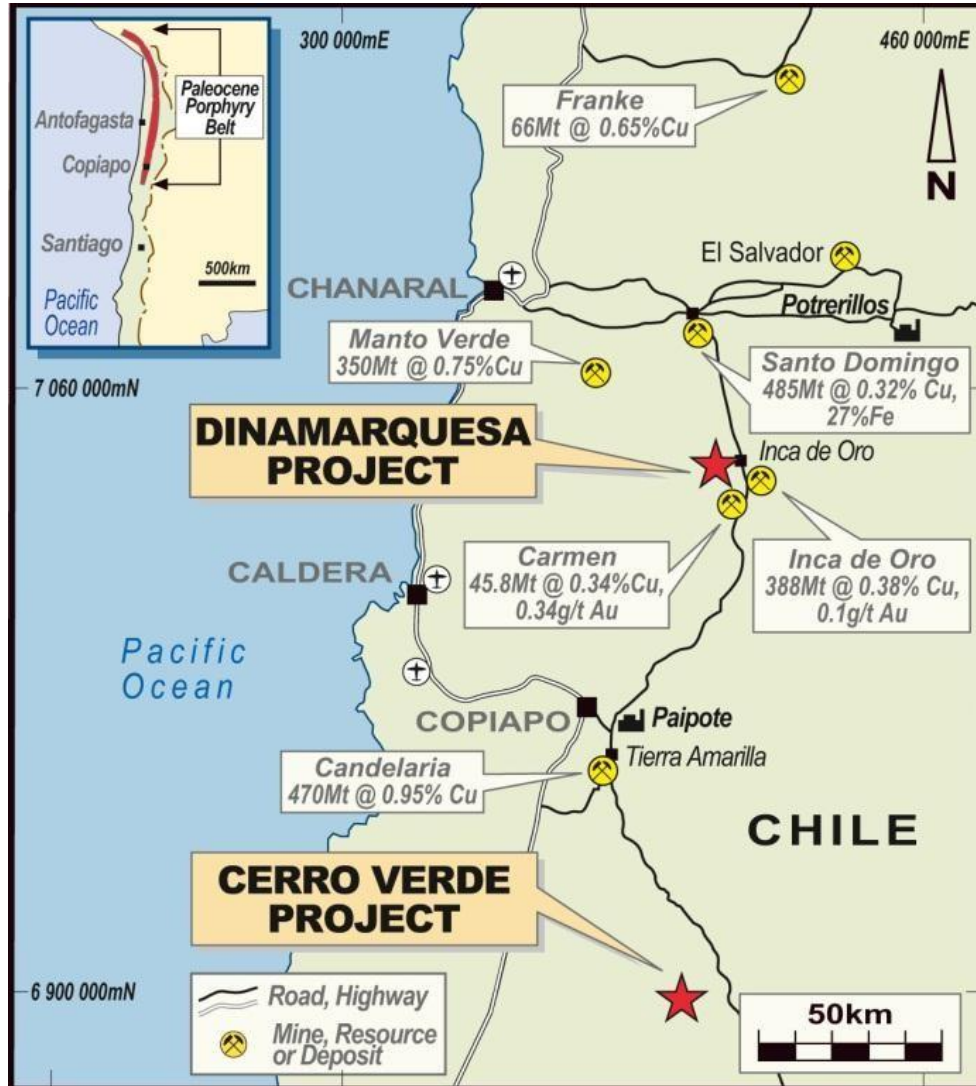 300 000mE
460 000mE
Paleocene
Porphyry
Belt
Antofagasta
Copiapo
Santiago
500km
Pacific
Ocean
Franke
66Mt @ 0.65%Cu
N
El Salvador
CHANARAL
Potrerillos
Manto Verde
350Mt @ 0.75%Cu
Santo Domingo
485Mt @ 0.32% Cu,
27%Fe
7 060 000mN
DINAMARQUESA
PROJECT
Inca de Oro
Carmen
45.8Mt @ 0.34%Cu,
0.34g/t Au
Inca de Oro
388Mt @ 0.38% Cu,
0.1g/t Au
CALDERA
Pacific
Ocean
COPIAPO
Paipote
Tierra Amarilla
Candelaria
470Mt @ 0.95% Cu
CHILE
CERRO VERDE
PROJECT
6 900 000mN
Road, Highway
Mine, Resource
or Deposit
50km